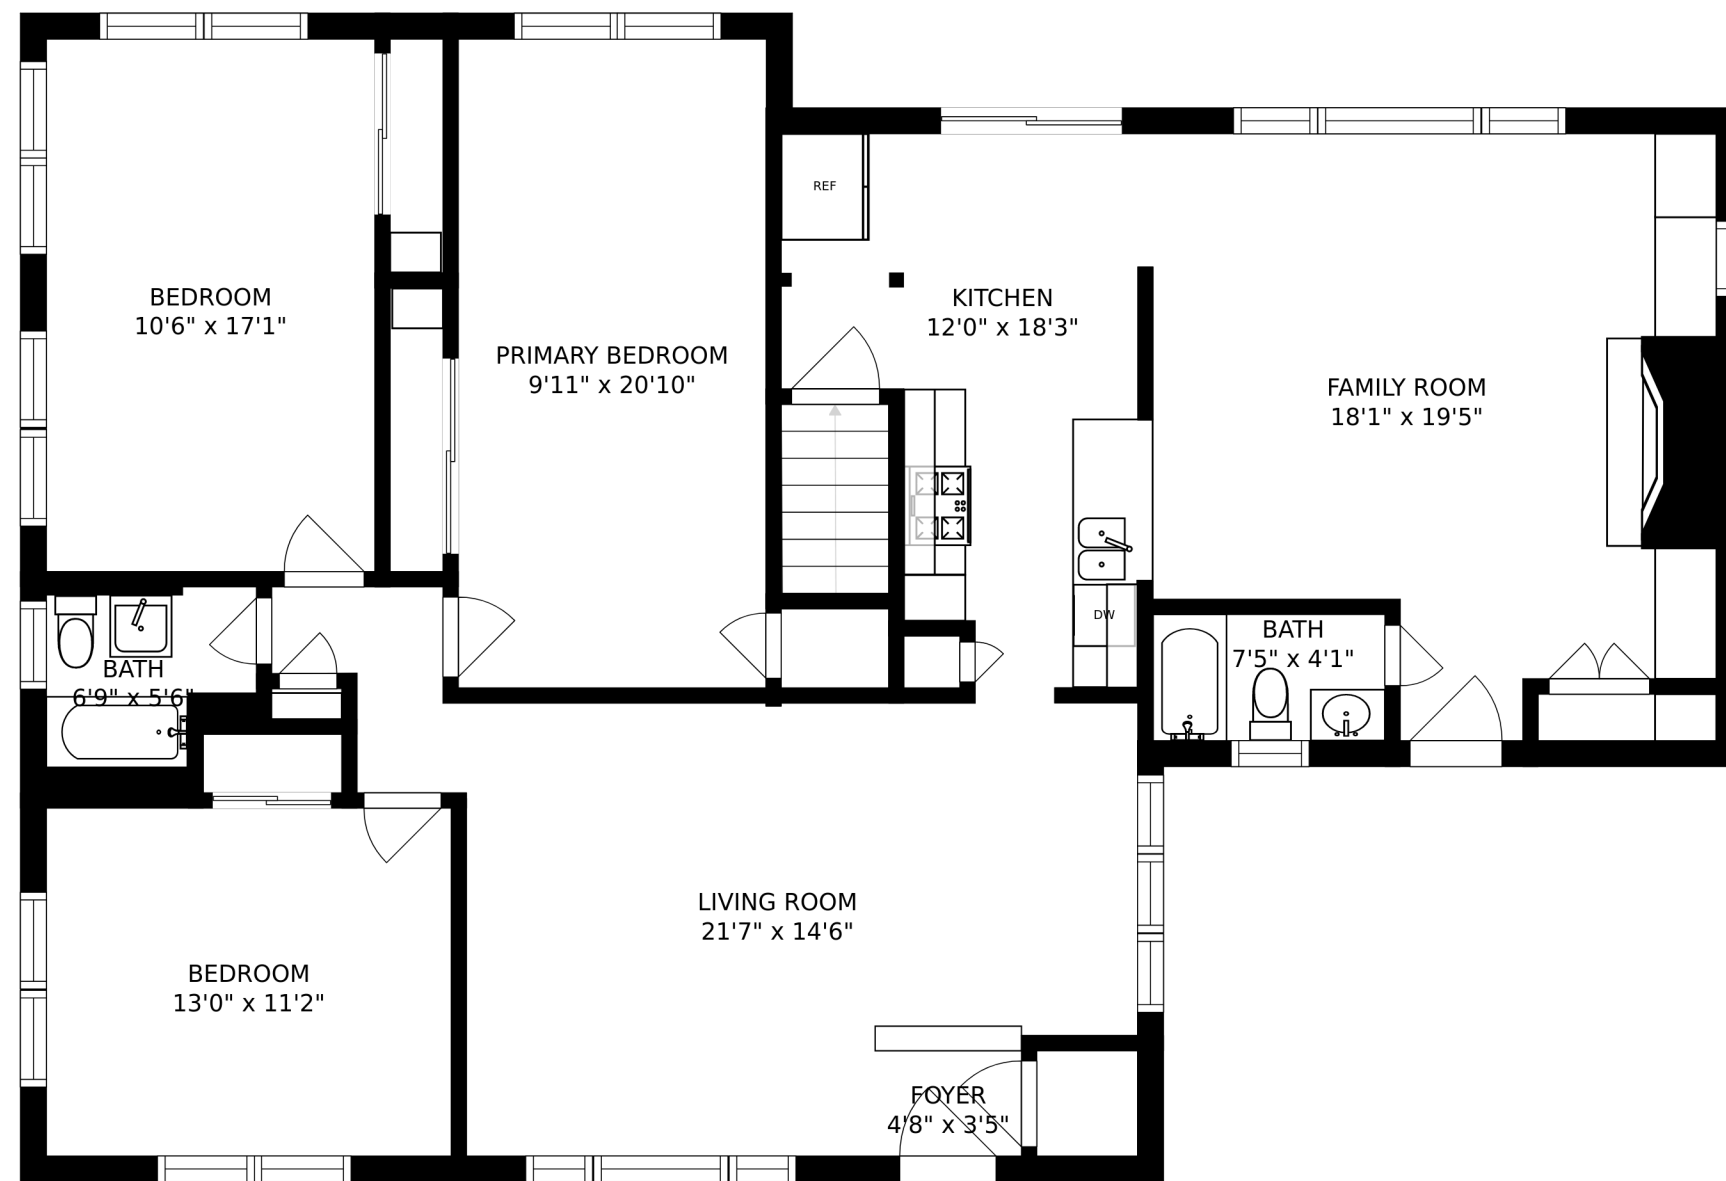 REF
BEDROOM
10'6" x 17'1"
KITCHEN
12'0" x 18'3"
PRIMARY BEDROOM
9'11" x 20'10"
FAMILY ROOM
18'1" x 19'5"
DW
BATH
7'5" x 4'1"
BATH
6'9" x 5'6"
LIVING ROOM
21'7" x 14'6"
BEDROOM
13'0" x 11'2"
FOYER
4'8" x 3'5"